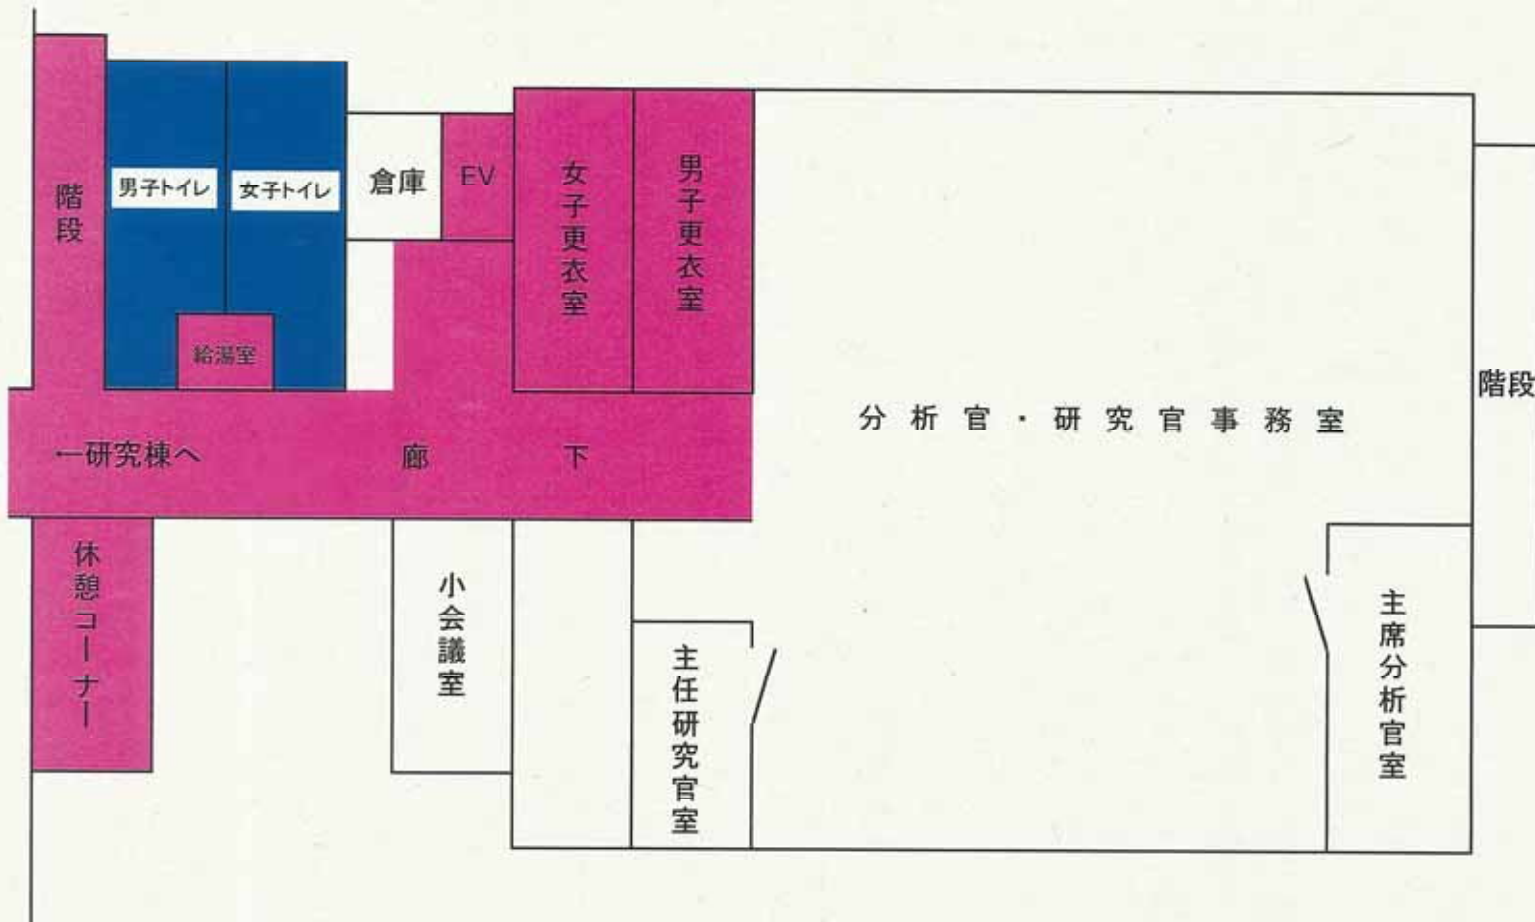 階段
男子トイレ
女子トイレ
倉庫
EV
女子更衣室
男子更衣室
給湯室
階段
分析官・研究官事務室
←研究棟へ
廊下
休憩コーナー
小会議室
主任研究官室
主席分析官室